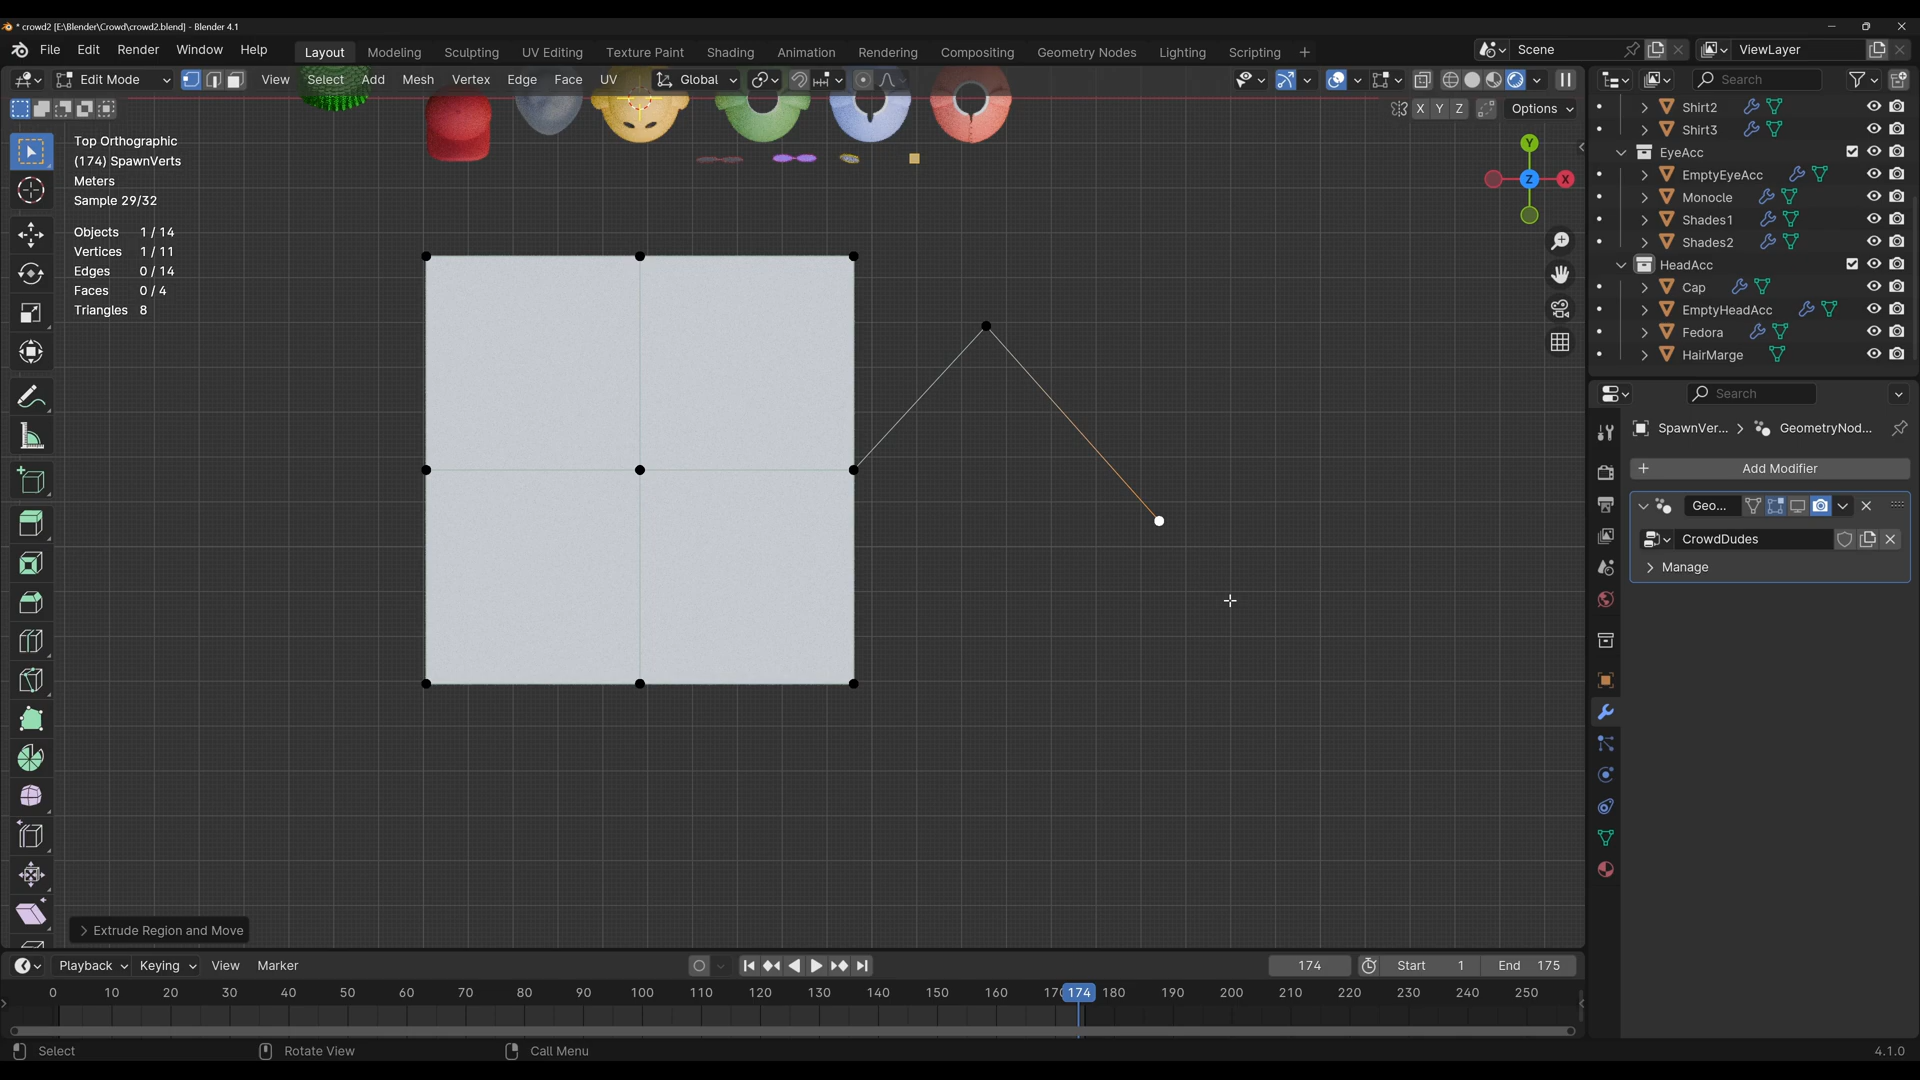 * crowd2 [E:\Blender\Crowd\crowd2.blend] - Blender 4.1
File Edit Render Window Help
Layout Modeling Sculpting UV Editing Texture Paint Shading Animation Rendering Compositing Geometry Nodes Lighting Scripting +
Scene
ViewLayer
Edit Mode
View Select Add Mesh Vertex Edge Face UV
Global
Search
X Y Z
Options
Top Orthographic
(174) SpawnVerts
Meters
Sample 29/32
Objects 1 / 14
Vertices 1 / 11
Edges 0 / 14
Faces 0 / 4
Triangles 8
Y
Z
X
Shirt2
Shirt3
EyeAcc
EmptyEyeAcc
Monocle
Shades1
Shades2
HeadAcc
Cap
EmptyHeadAcc
Fedora
HairMarge
Search
SpawnVer... > GeometryNod...
+ Add Modifier
Geo...
CrowdDudes
Manage
Extrude Region and Move
Playback Keying View Marker
174
Start 1
End 175
0 10 20 30 40 50 60 70 80 90 100 110 120 130 140 150 160 17 174 180 190 200 210 220 230 240 250
Select
Rotate View
Call Menu
4.1.0